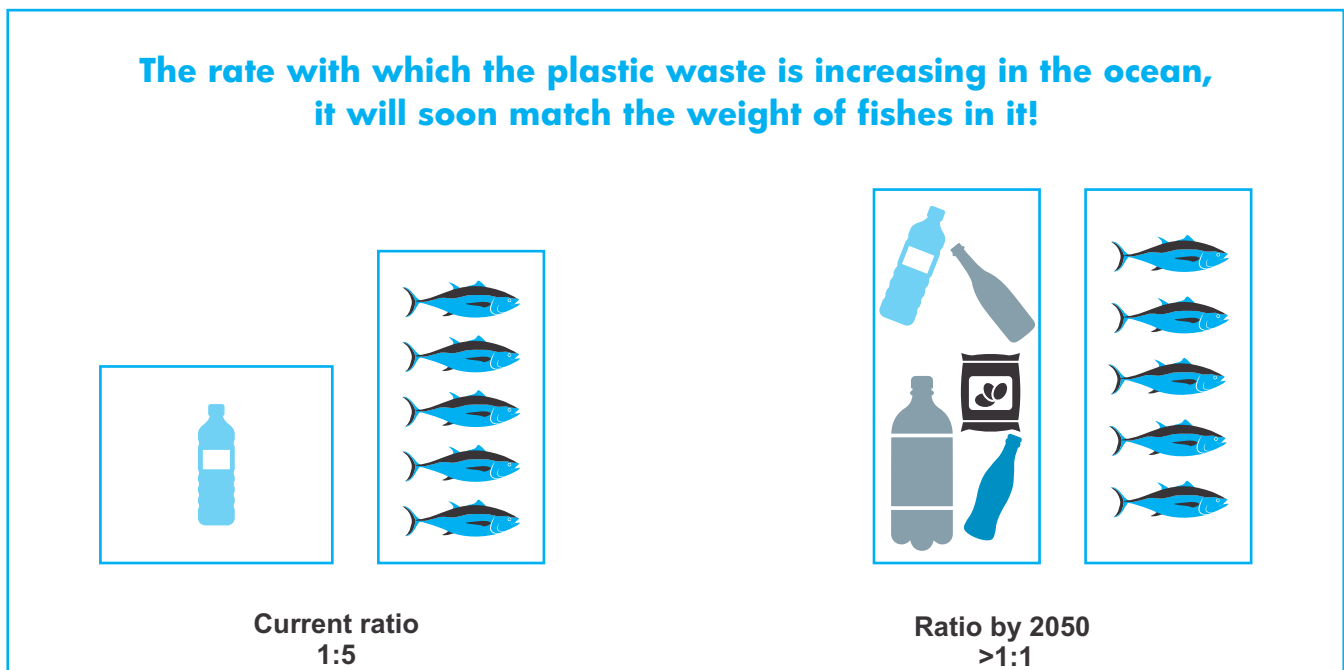 The rate with which the plastic waste is increasing in the ocean,
it will soon match the weight of fishes in it!
Current ratio
1:5
Ratio by 2050
>1:1